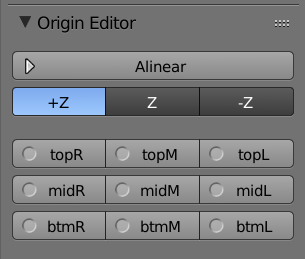 Origin Editor
Alinear
+Z Z -Z
topR topM topL
midR midM midL
btmR btmM btmL